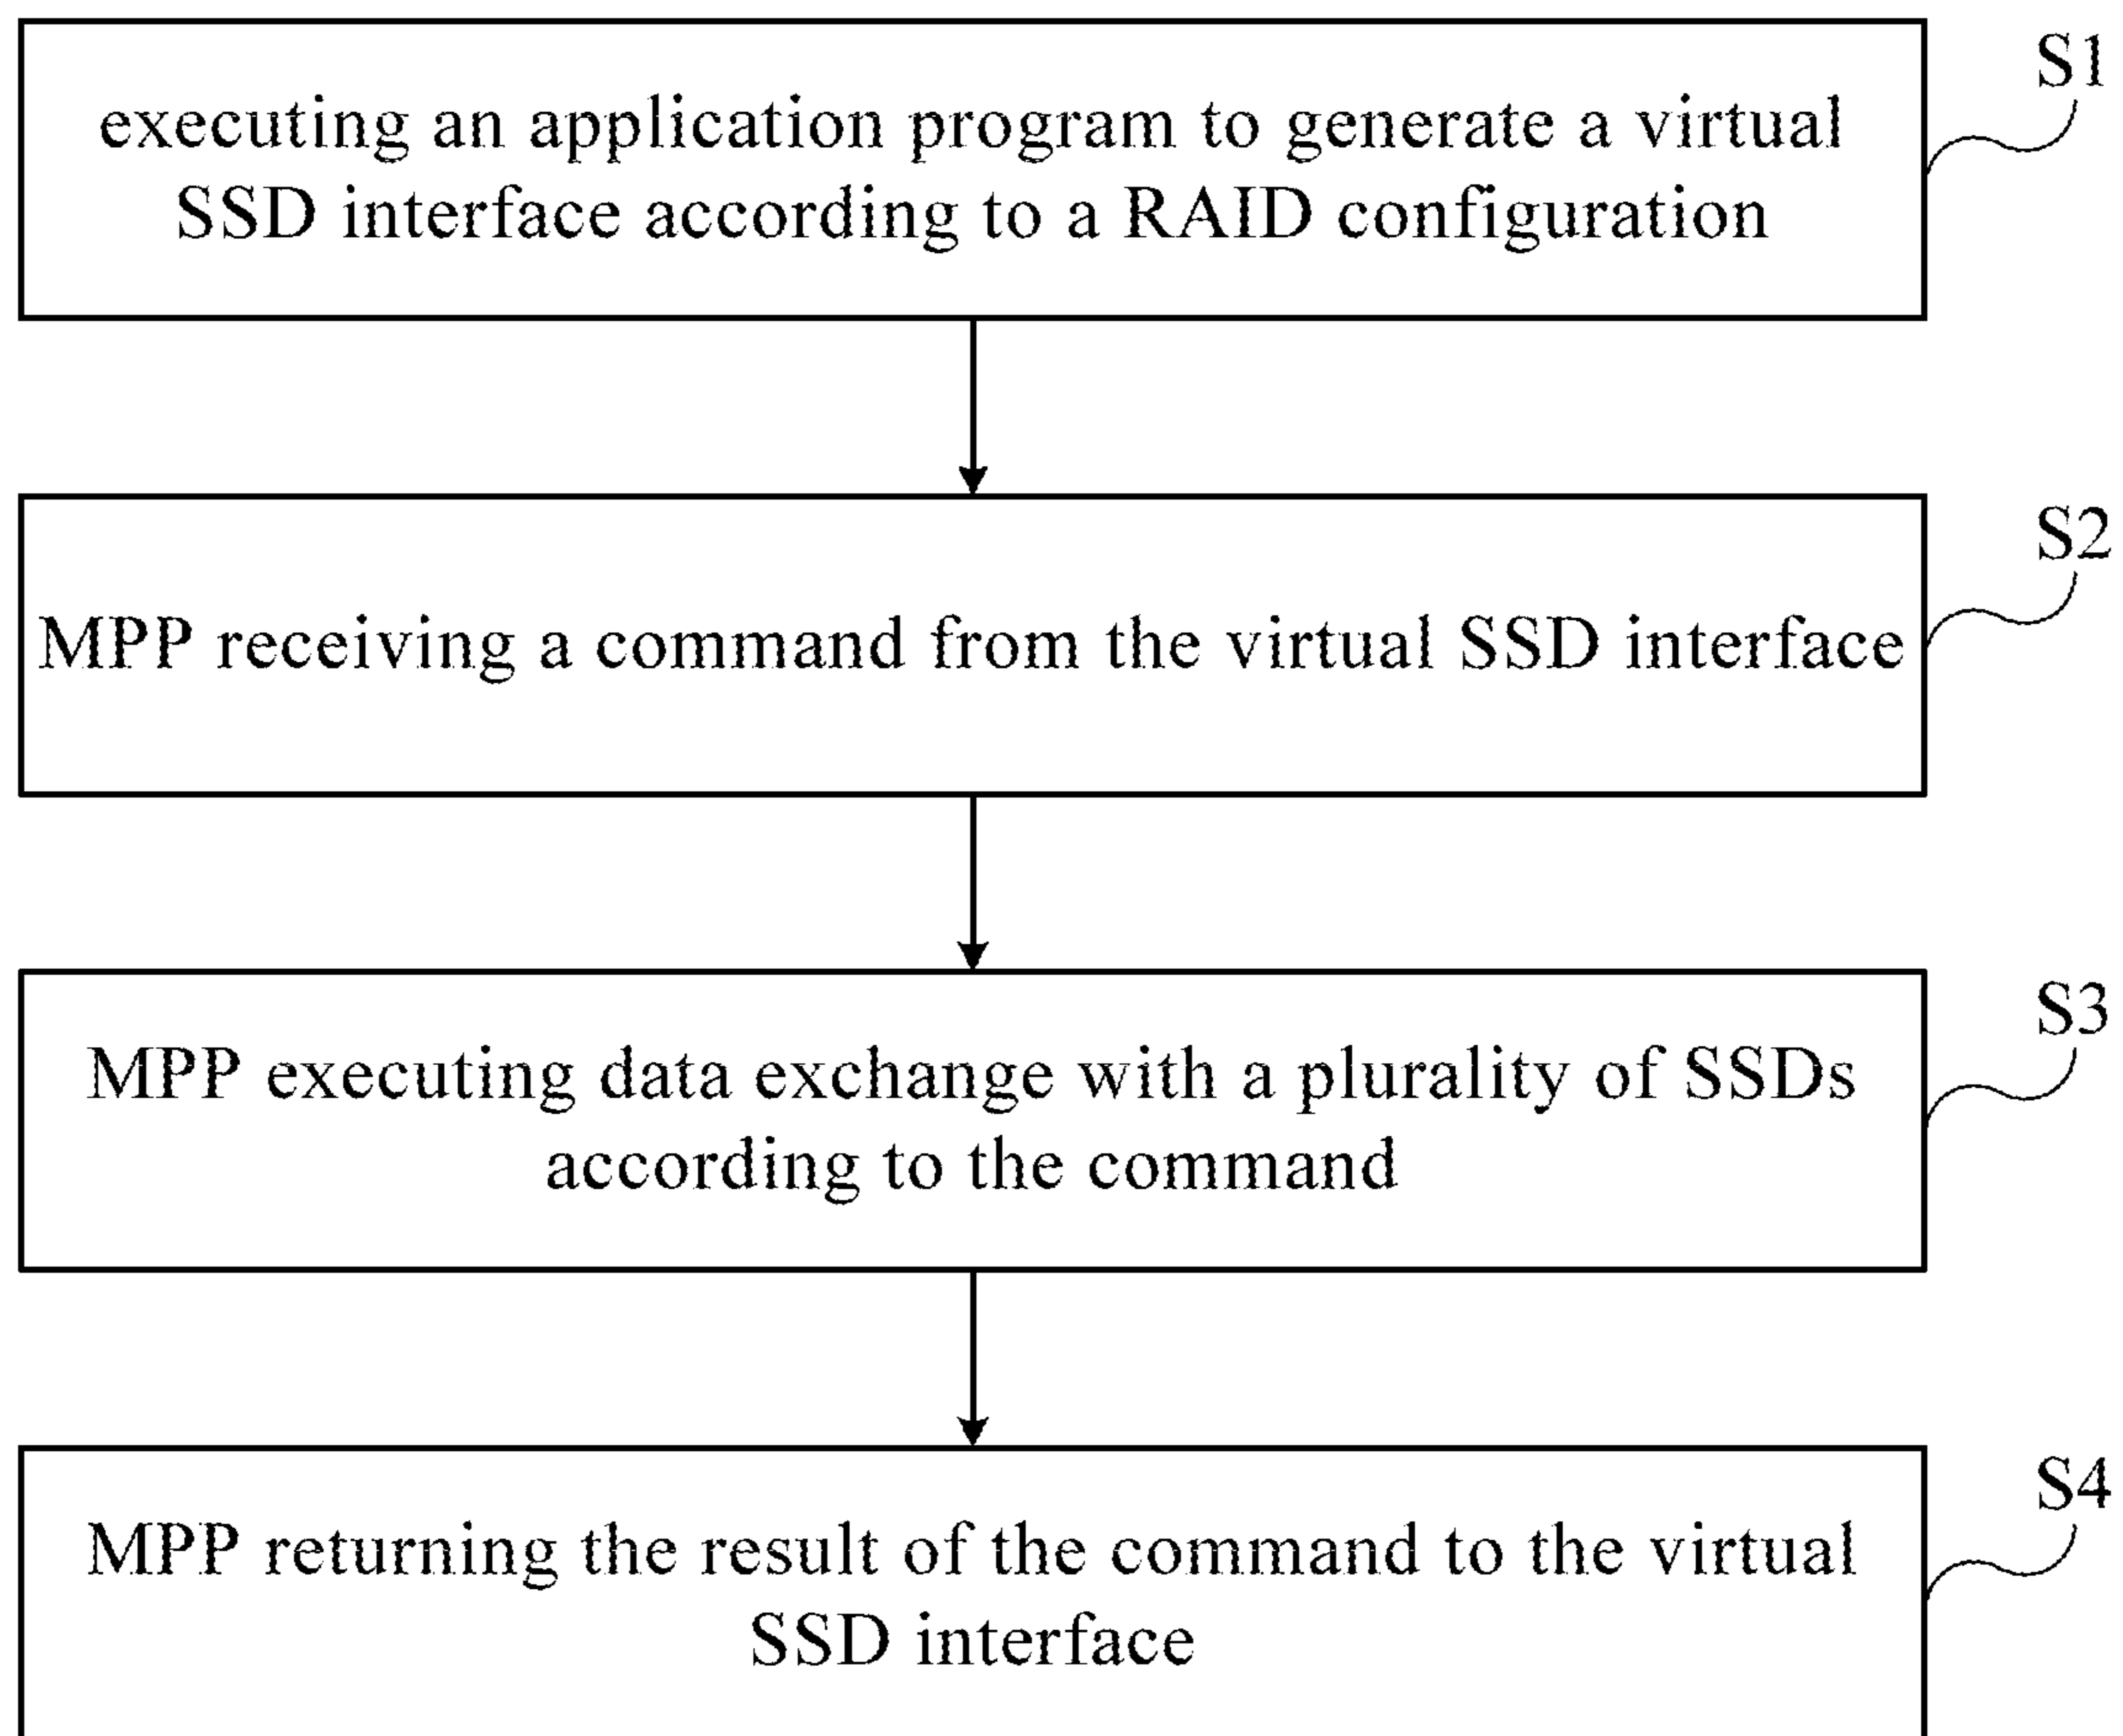 executing an application program to generate a virtual
SSD interface according to a RAID configuration
S1
MPP receiving a command from the virtual SSD interface
S2
MPP executing data exchange with a plurality of SSDs
according to the command
S3
MPP returning the result of the command to the virtual
SSD interface
S4